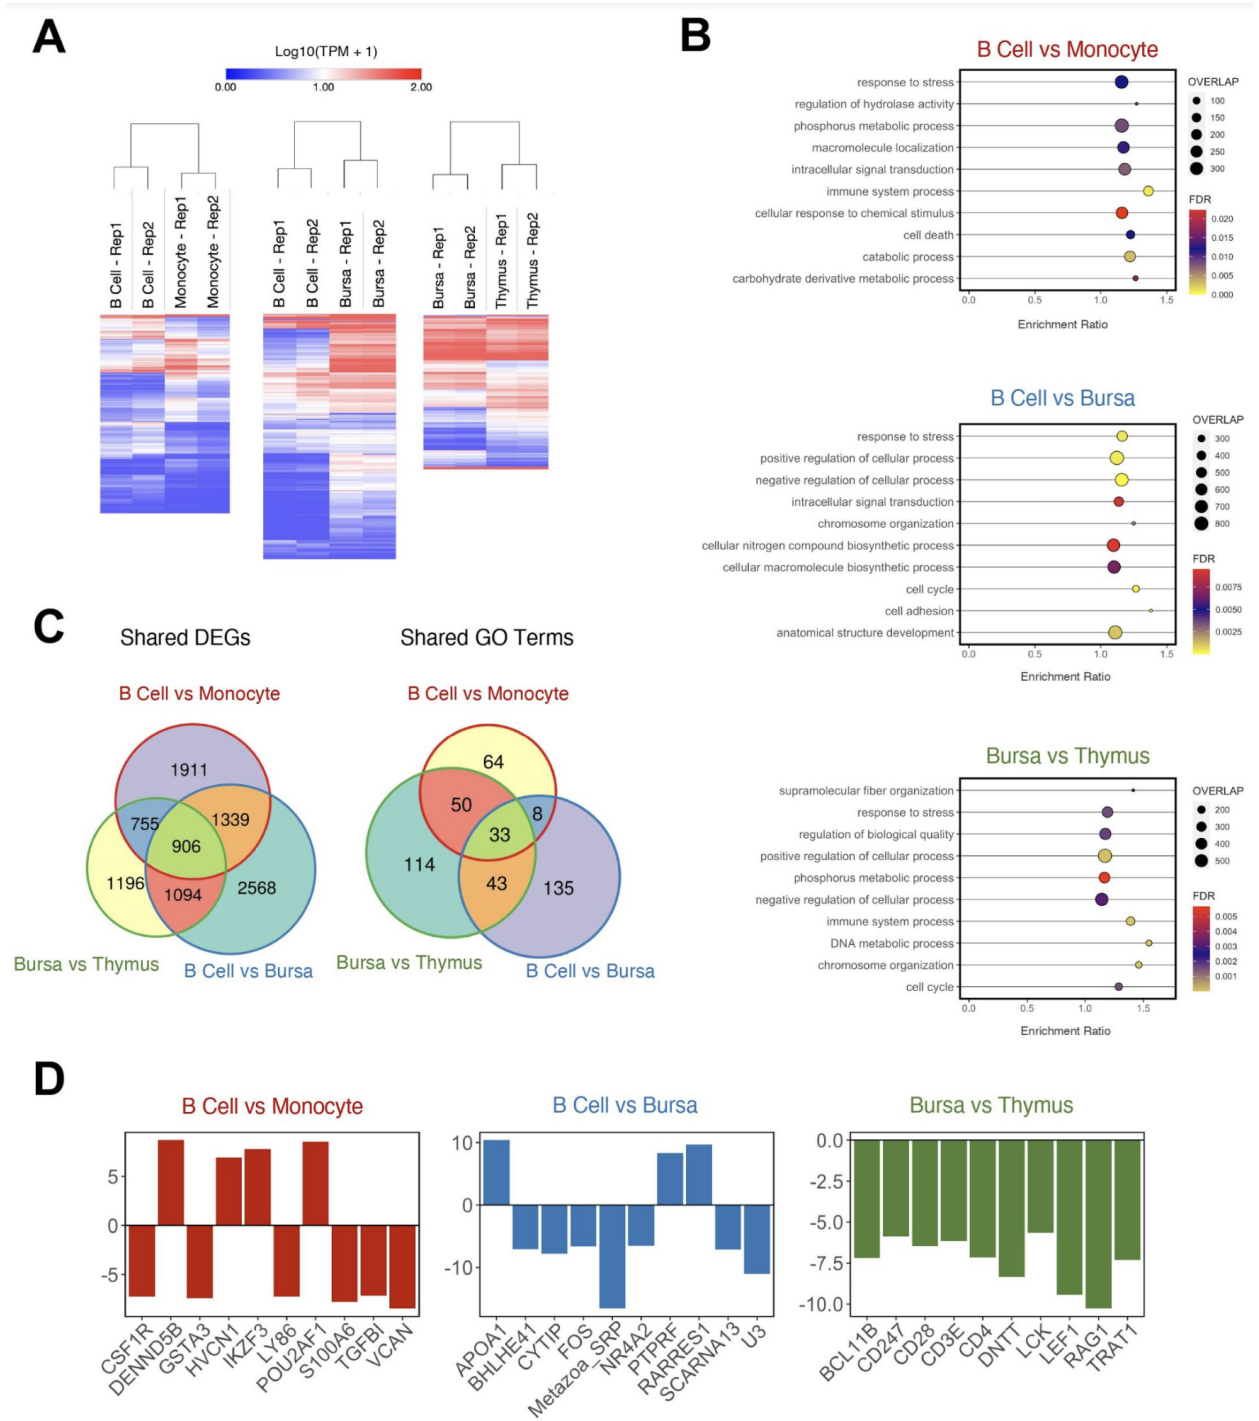 A
Log10(TPM + 1)
0.00 1.00 2.00
B Cell - Rep1
B Cell - Rep2
Monocyte - Rep1
Monocyte - Rep2
B Cell - Rep1
B Cell - Rep2
Bursa - Rep1
Bursa - Rep2
Bursa - Rep1
Bursa - Rep2
Thymus - Rep1
Thymus - Rep2
B
B Cell vs Monocyte
response to stress
regulation of hydrolase activity
phosphorus metabolic process
macromolecule localization
intracellular signal transduction
immune system process
cellular response to chemical stimulus
cell death
catabolic process
carbohydrate derivative metabolic process
0.0 0.5 1.0 1.5
Enrichment Ratio
OVERLAP
100
150
200
250
300
FDR
0.020
0.015
0.010
0.005
0.000
B Cell vs Bursa
response to stress
positive regulation of cellular process
negative regulation of cellular process
intracellular signal transduction
chromosome organization
cellular nitrogen compound biosynthetic process
cellular macromolecule biosynthetic process
cell cycle
cell adhesion
anatomical structure development
0.0 0.5 1.0 1.5
Enrichment Ratio
OVERLAP
300
400
500
600
700
800
FDR
0.0075
0.0050
0.0025
Bursa vs Thymus
supramolecular fiber organization
response to stress
regulation of biological quality
positive regulation of cellular process
phosphorus metabolic process
negative regulation of cellular process
immune system process
DNA metabolic process
chromosome organization
cell cycle
0.0 0.5 1.0 1.5
Enrichment Ratio
OVERLAP
200
300
400
500
FDR
0.005
0.004
0.003
0.002
0.001
C
Shared DEGs
B Cell vs Monocyte
1911
755
1339
906
1196
1094
2568
Bursa vs Thymus
B Cell vs Bursa
Shared GO Terms
B Cell vs Monocyte
64
50
8
33
114
43
135
Bursa vs Thymus
B Cell vs Bursa
D
B Cell vs Monocyte
5
0
-5
CSF1R
DENND5B
GSTA3
HVCN1
IKZF3
LY86
POU2AF1
S100A6
TGFBI
VCAN
B Cell vs Bursa
10
0
-10
APOA1
BHLHE41
CYTIP
FOS
Metazoa_SRP
NR4A2
PTPRF
RARRES1
SCARNA13
U3
Bursa vs Thymus
0.0
-2.5
-5.0
-7.5
-10.0
BCL11B
CD247
CD28
CD3E
CD4
DNTT
LCK
LEF1
RAG1
TRAT1